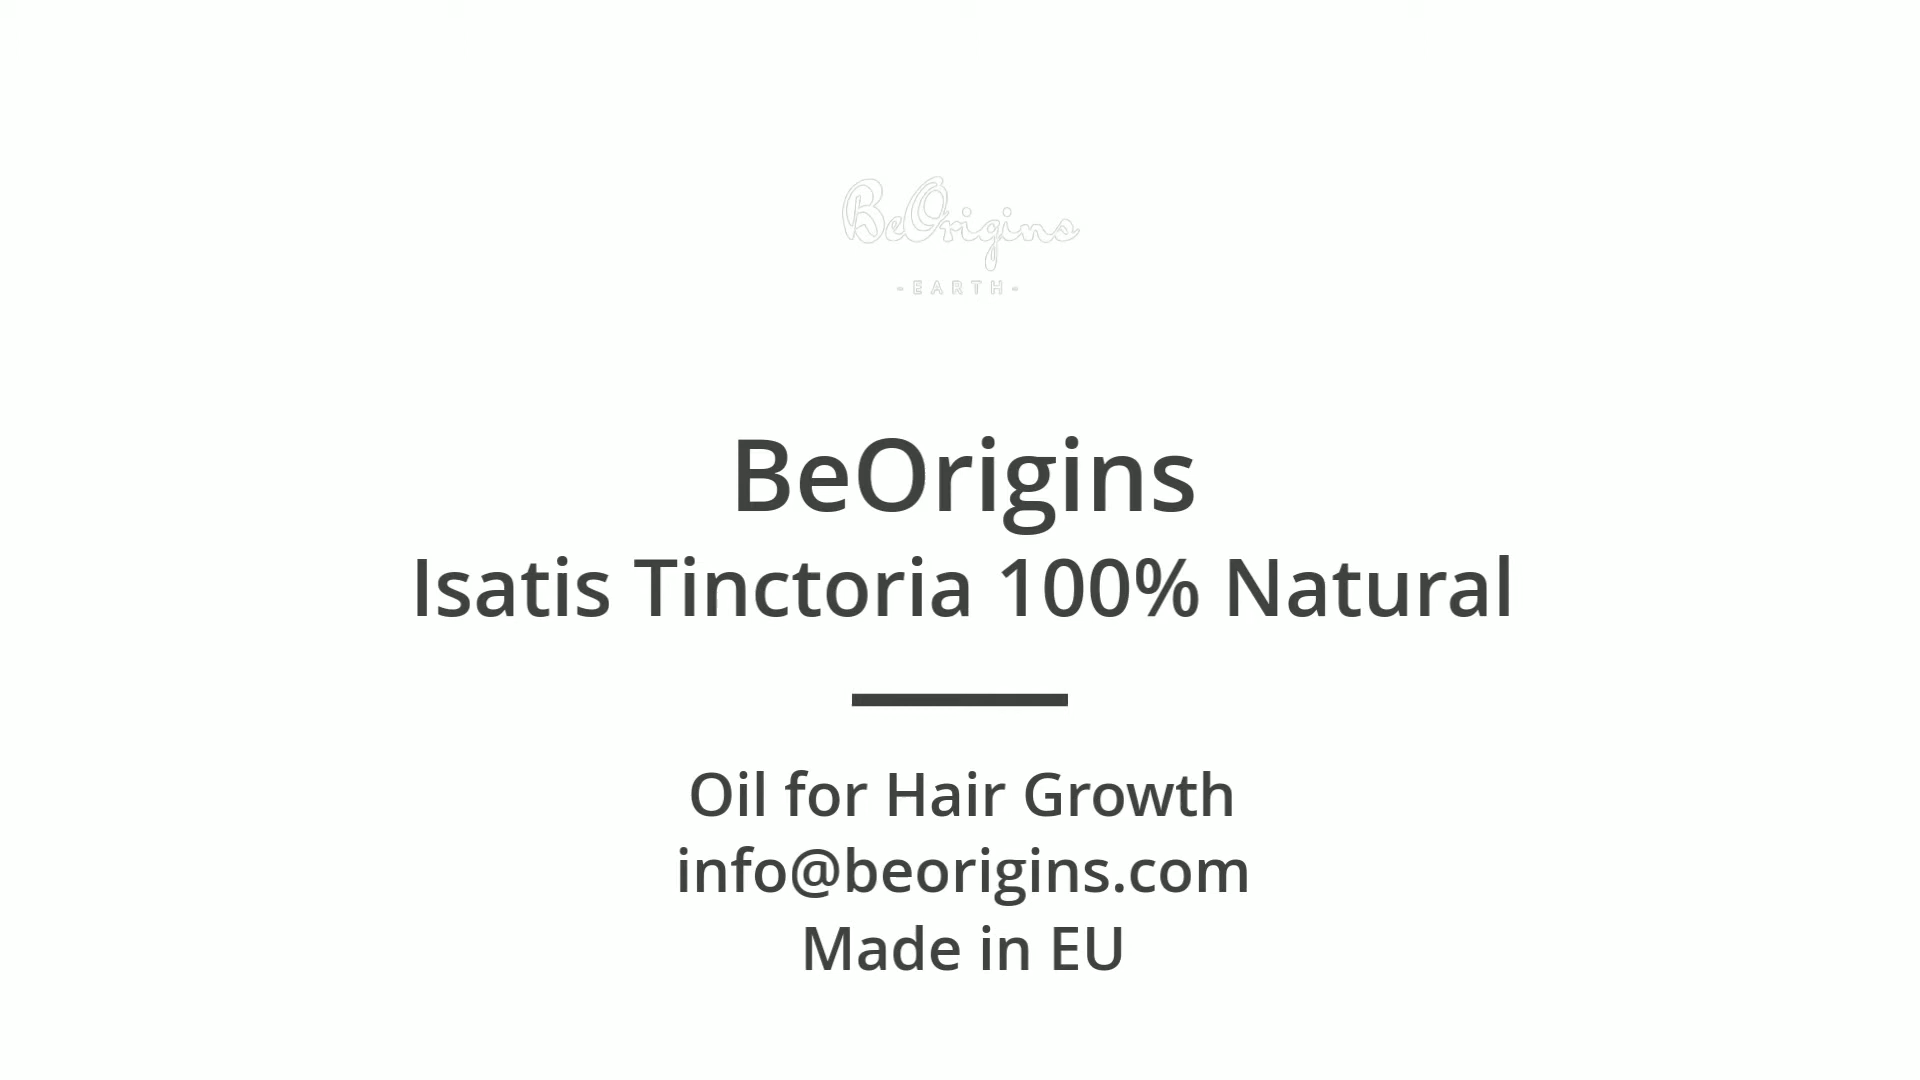 BeOrigins
-EARTH-
BeOrigins
Isatis Tinctoria 100% Natural
Oil for Hair Growth
info@beorigins.com
Made in EU